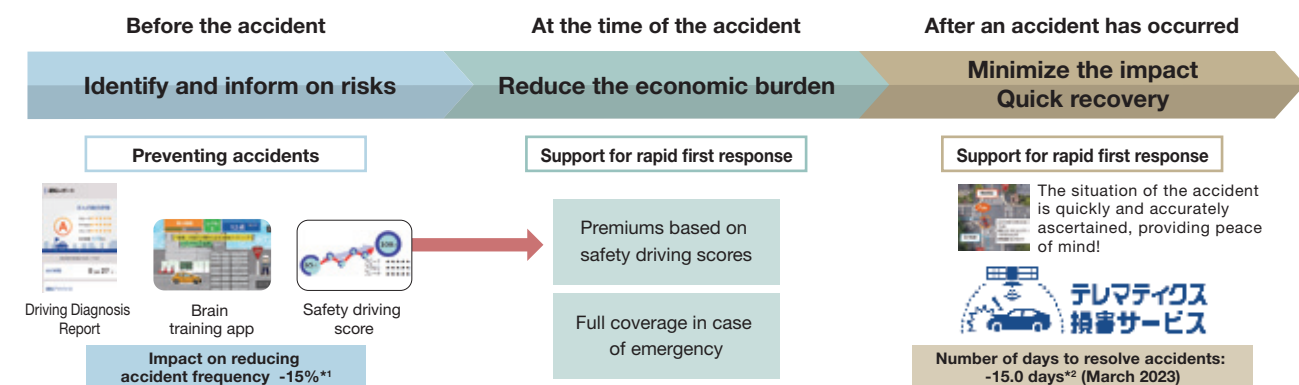 Before the accident
At the time of the accident
After an accident has occurred
Identify and inform on risks
Reduce the economic burden
Minimize the impact
Quick recovery
Preventing accidents
Support for rapid first response
Support for rapid first response
Driving Diagnosis
Report
Brain
training app
Safety driving
score
Impact on reducing
accident frequency -15%*1
Premiums based on
safety driving scores
Full coverage in case
of emergency
The situation of the accident
is quickly and accurately
ascertained, providing peace
of mind!
テレマティクス
損害サービス
Number of days to resolve accidents:
-15.0 days*2 (March 2023)